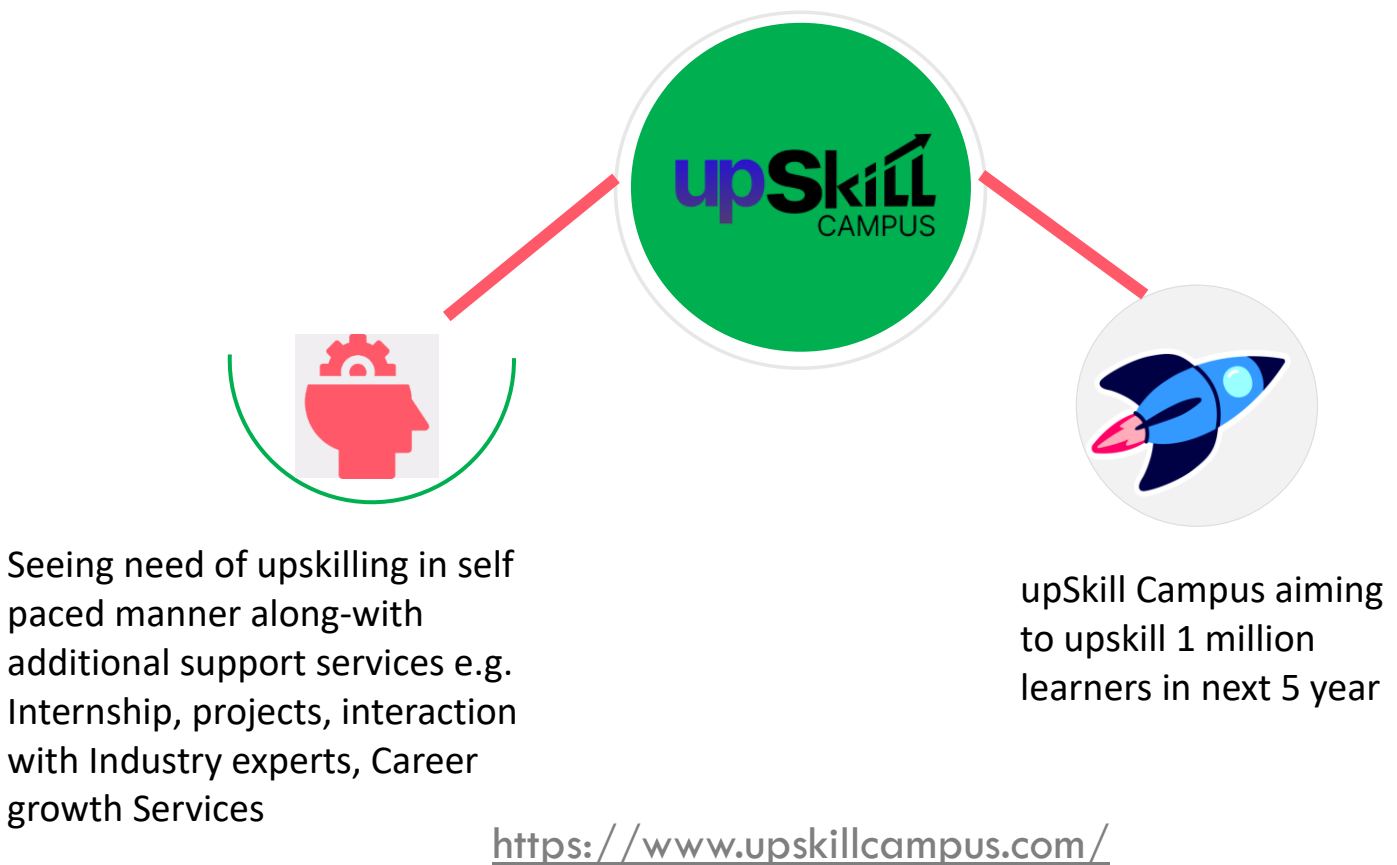 upSkill
CAMPUS
Seeing need of upskilling in self
paced manner along-with
additional support services e.g.
Internship, projects, interaction
with Industry experts, Career
growth Services
upSkill Campus aiming
to upskill 1 million
learners in next 5 year
https://www.upskillcampus.com/